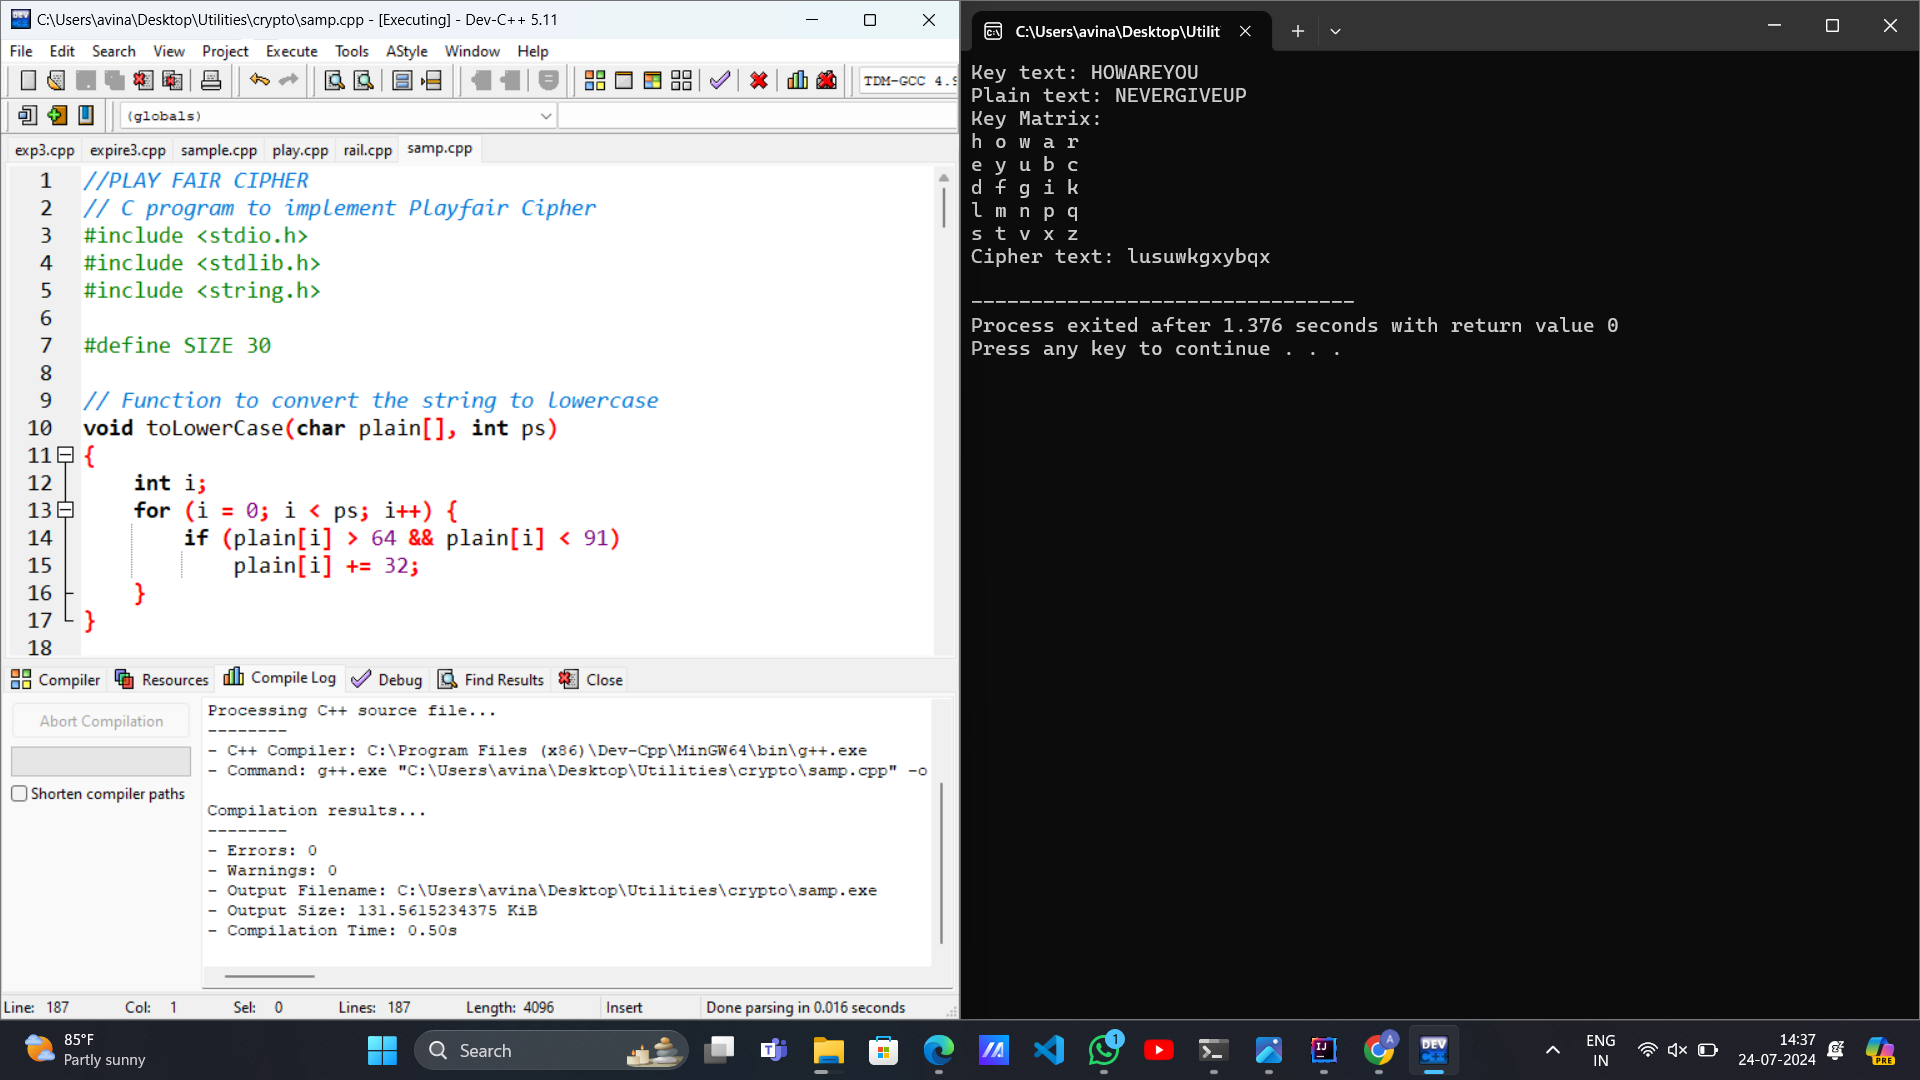 C:\Users\avina\Desktop\Utilities\crypto\samp.cpp - [Executing] - Dev-C++ 5.11
File Edit Search View Project Execute Tools AStyle Window Help
TDM-GCC 4.9
(globals)
exp3.cpp expire3.cpp sample.cpp play.cpp rail.cpp samp.cpp
1 //PLAY FAIR CIPHER
2 // C program to implement Playfair Cipher
3 #include <stdio.h>
4 #include <stdlib.h>
5 #include <string.h>
6
7 #define SIZE 30
8
9 // Function to convert the string to lowercase
10 void toLowerCase(char plain[], int ps)
11 {
12 int i;
13 for (i = 0; i < ps; i++) {
14 if (plain[i] > 64 && plain[i] < 91)
15 plain[i] += 32;
16 }
17 }
18
Compiler Resources Compile Log Debug Find Results Close
Abort Compilation
Shorten compiler paths
Processing C++ source file...
--------
- C++ Compiler: C:\Program Files (x86)\Dev-Cpp\MinGW64\bin\g++.exe
- Command: g++.exe "C:\Users\avina\Desktop\Utilities\crypto\samp.cpp" -o
Compilation results...
--------
- Errors: 0
- Warnings: 0
- Output Filename: C:\Users\avina\Desktop\Utilities\crypto\samp.exe
- Output Size: 131.5615234375 KiB
- Compilation Time: 0.50s
Line: 187 Col: 1 Sel: 0 Lines: 187 Length: 4096 Insert Done parsing in 0.016 seconds
C:\Users\avina\Desktop\Utilit
Key text: HOWAREYOU
Plain text: NEVERGIVEUP
Key Matrix:
h o w a r
e y u b c
d f g i k
l m n p q
s t v x z
Cipher text: lusuwkgxybqx
--------------------------------
Process exited after 1.376 seconds with return value 0
Press any key to continue . . .
85°F
Partly sunny
Search
1
IJ
A
DEV
C++
ENG
IN
14:37
24-07-2024
PRE